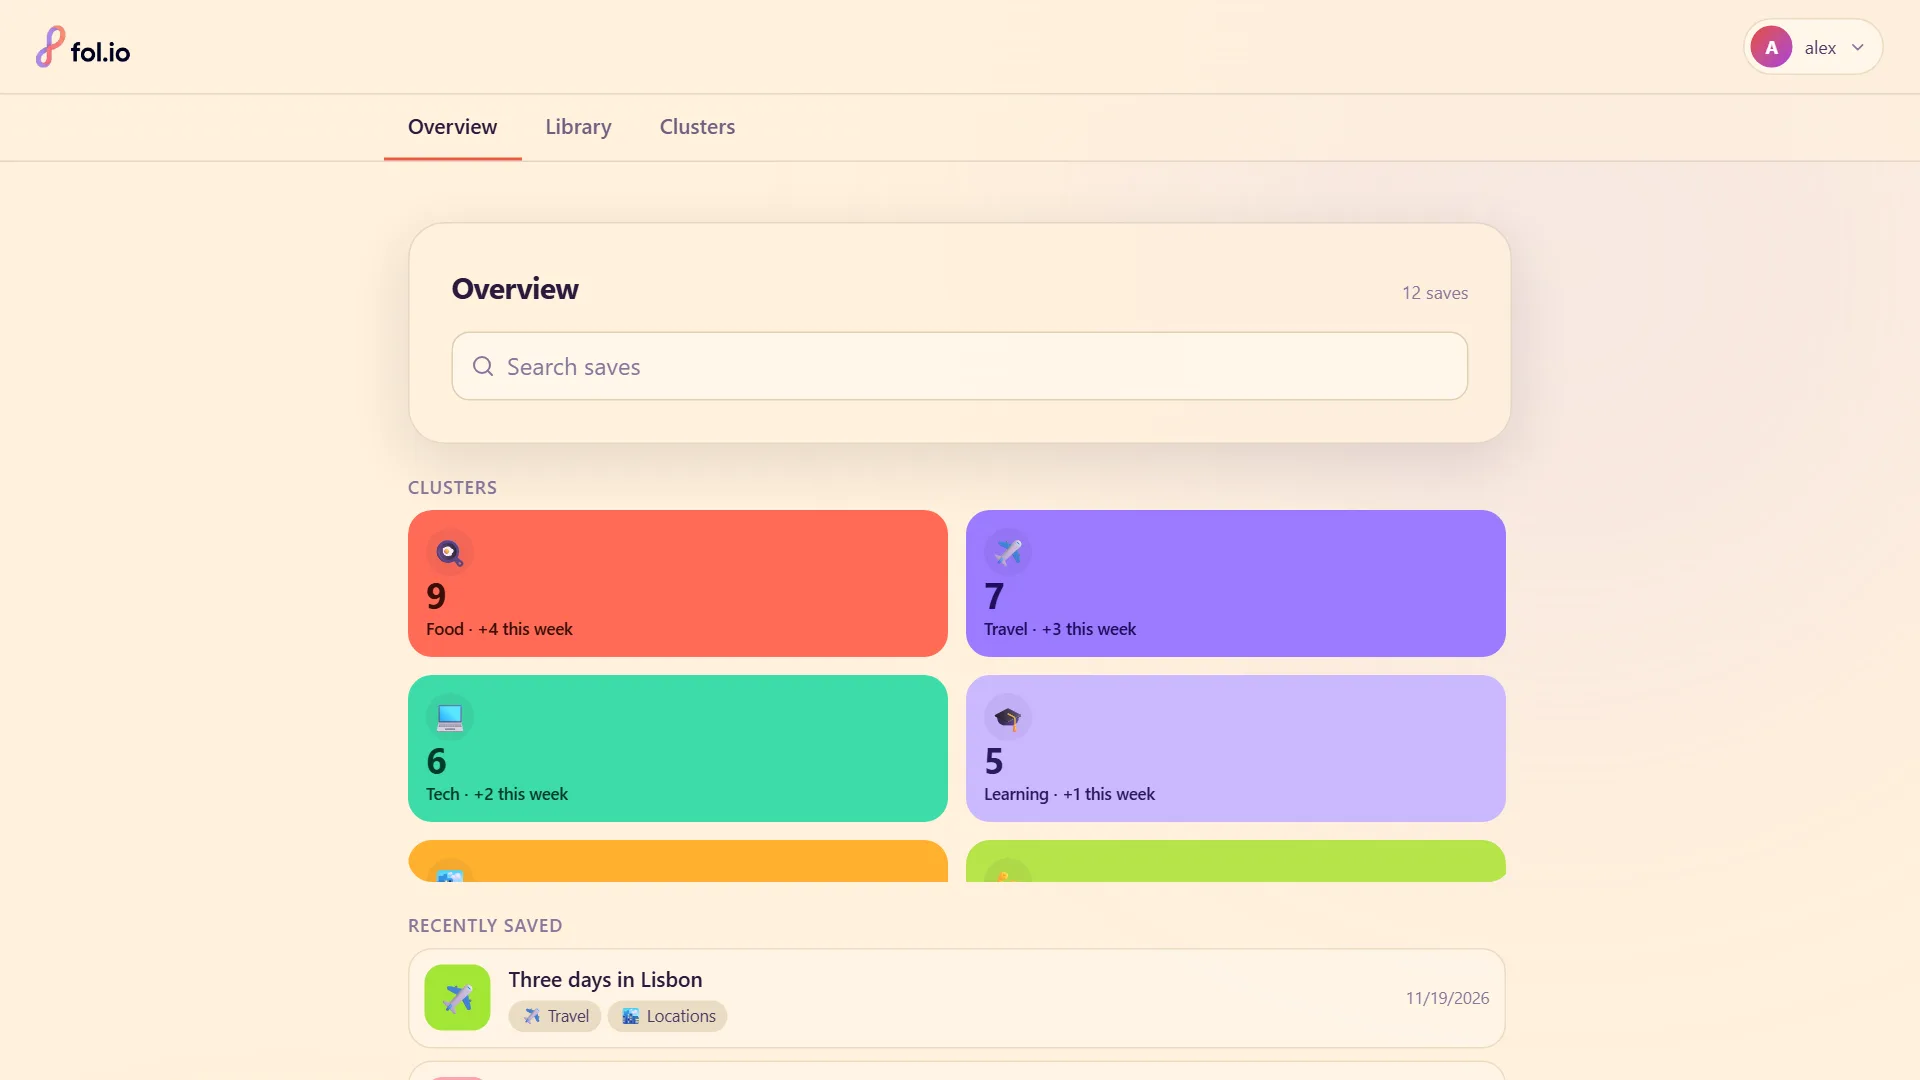 fol.io
A
alex
Overview
Library
Clusters
Overview
12 saves
Search saves
CLUSTERS
9
Food · +4 this week
7
Travel · +3 this week
6
Tech · +2 this week
5
Learning · +1 this week
RECENTLY SAVED
Three days in Lisbon
Travel
Locations
11/19/2026